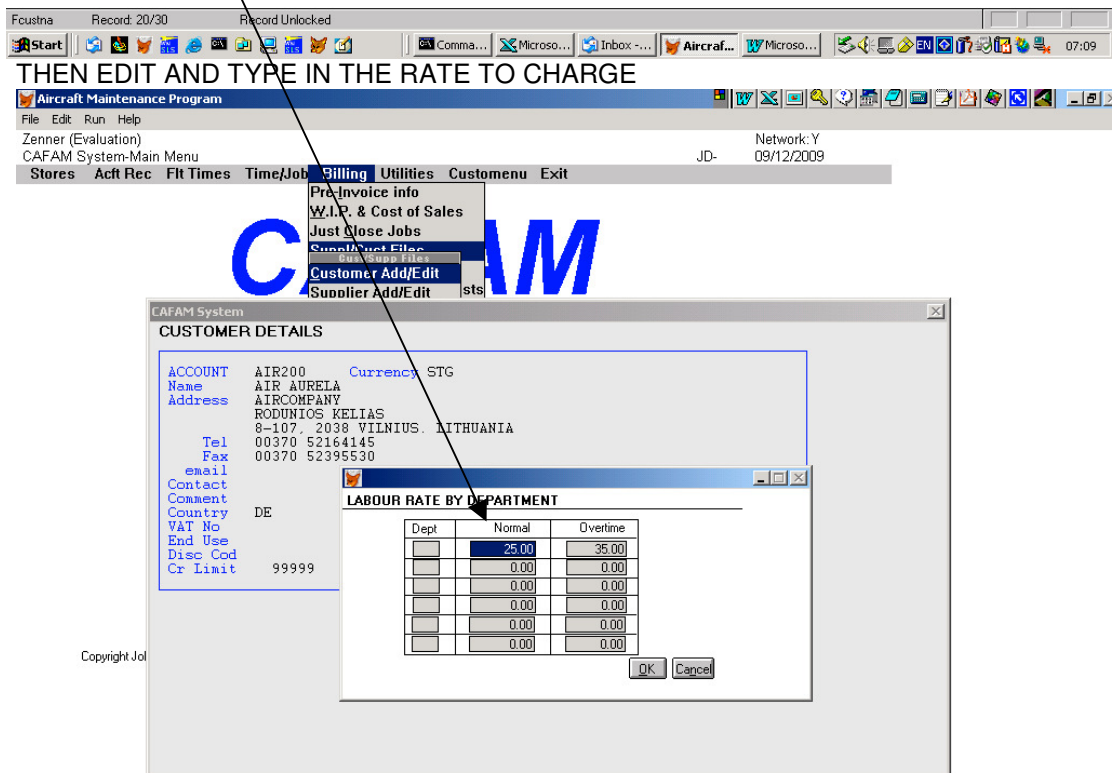 Fcustna Record: 20/30 Record Unlocked
Start Comma... Microso... Inbox -... Aircraf... Microso... EN 07:09
THEN EDIT AND TYPE IN THE RATE TO CHARGE
Aircraft Maintenance Program
File Edit Run Help
Zenner (Evaluation) Network: Y
CAFAM System-Main Menu JD- 09/12/2009
Stores Acft Rec Flt Times Time/Job Billing Utilities Customenu Exit
Pre-Invoice info
W.I.P. & Cost of Sales
Just Close Jobs
Suppl/Cust Files
Cust/Supp Files
Customer Add/Edit
Supplier Add/Edit sts
CAFAM System
CUSTOMER DETAILS
ACCOUNT AIR200 Currency STG
Name AIR AURELA
Address AIRCOMPANY
RODUNIOS KELIAS
8-107, 2038 VILNIUS. LITHUANIA
Tel 00370 52164145
Fax 00370 52395530
email
Contact
Comment
Country DE
VAT No
End Use
Disc Cod
Cr Limit 99999
LABOUR RATE BY DEPARTMENT
Dept Normal Overtime
25.00 35.00
0.00 0.00
0.00 0.00
0.00 0.00
0.00 0.00
0.00 0.00
OK Cancel
Copyright Jo